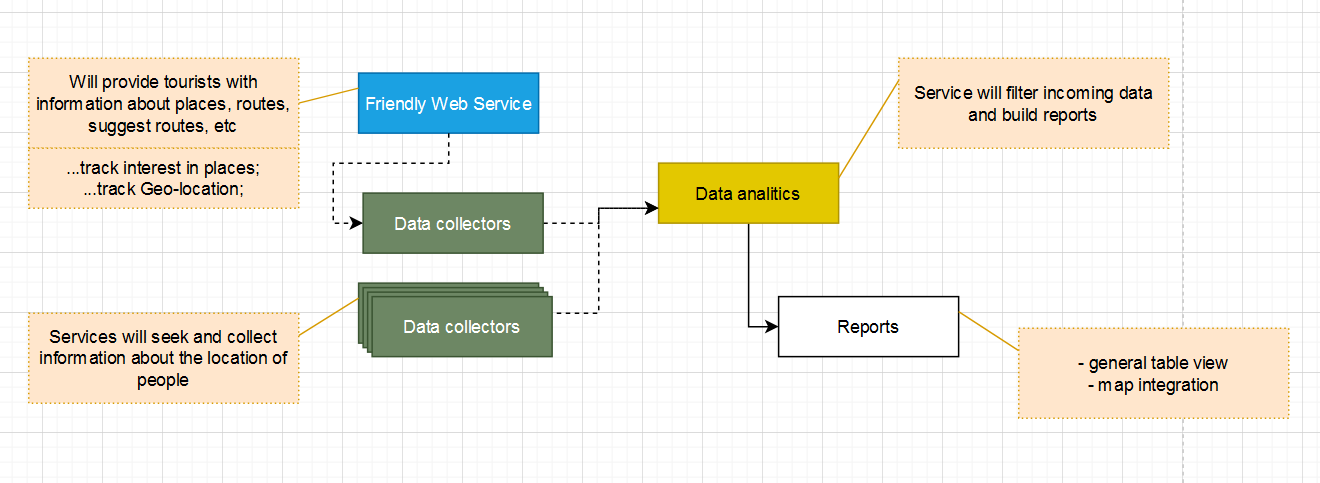 Will provide tourists with
information about places, routes,
suggest routes, etc
...track interest in places;
...track Geo-location;
Friendly Web Service
Data collectors
Services will seek and collect
information about the location of
people
Data collectors
Data analitics
Service will filter incoming data
and build reports
Reports
- general table view
- map integration